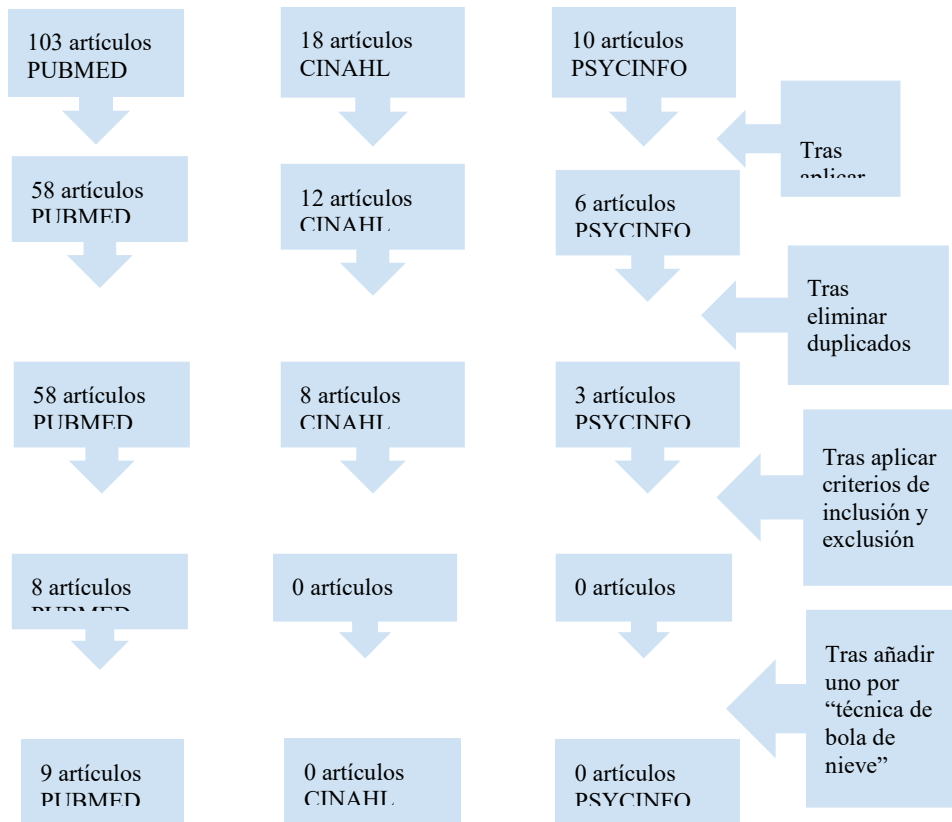 103 artículos
PUBMED
18 artículos
CINAHL
10 artículos
PSYCINFO
Tras
aplicar
58 artículos
PUBMED
12 artículos
CINAHL
6 artículos
PSYCINFO
Tras
eliminar
duplicados
58 artículos
PUBMED
8 artículos
CINAHL
3 artículos
PSYCINFO
Tras aplicar
criterios de
inclusión y
exclusión
8 artículos
PUBMED
0 artículos
0 artículos
Tras añadir
uno por
“técnica de
bola de
nieve”
9 artículos
PUBMED
0 artículos
CINAHL
0 artículos
PSYCINFO